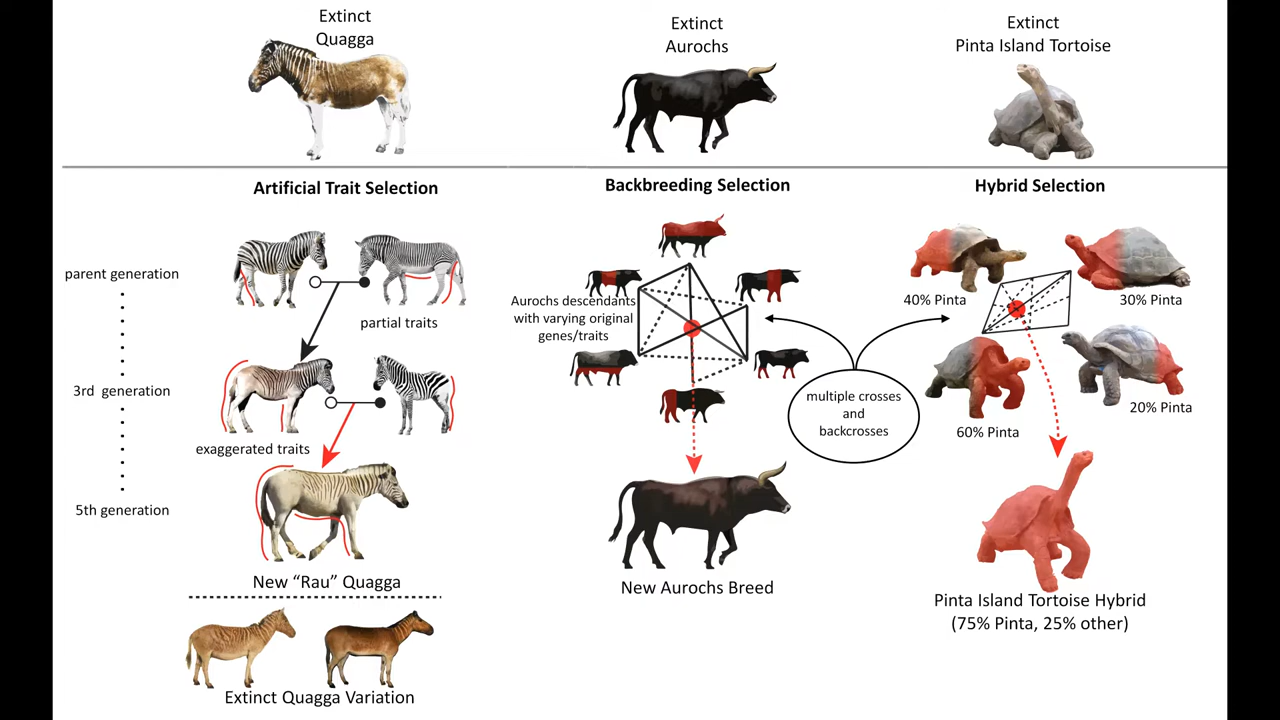 Extinct
Quagga
Extinct
Aurochs
Extinct
Pinta Island Tortoise
Artificial Trait Selection
Backbreeding Selection
Hybrid Selection
parent generation
partial traits
3rd generation
exaggerated traits
5th generation
New “Rau” Quagga
Extinct Quagga Variation
Aurochs descendants
with varying original
genes/traits
multiple crosses
and
backcrosses
New Aurochs Breed
40% Pinta
30% Pinta
60% Pinta
20% Pinta
Pinta Island Tortoise Hybrid
(75% Pinta, 25% other)